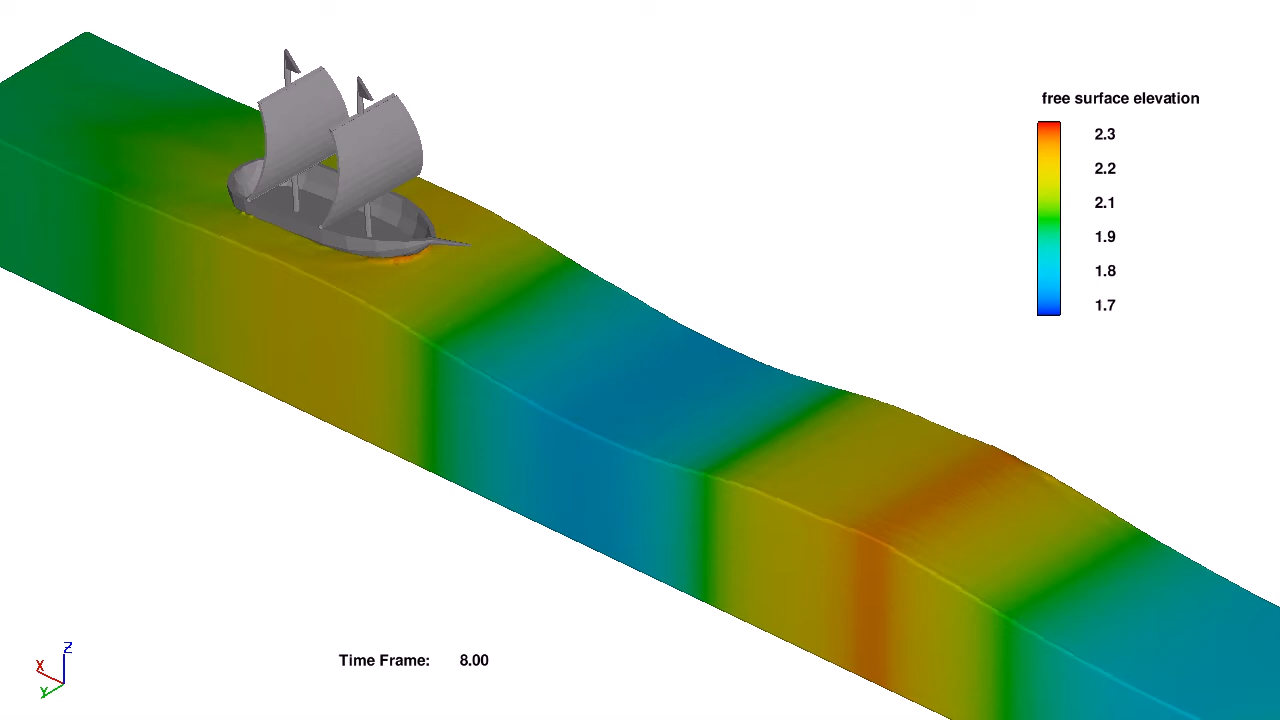 free surface elevation
2.3
2.2
2.1
1.9
1.8
1.7
Z
X
Y
Time Frame: 8.00